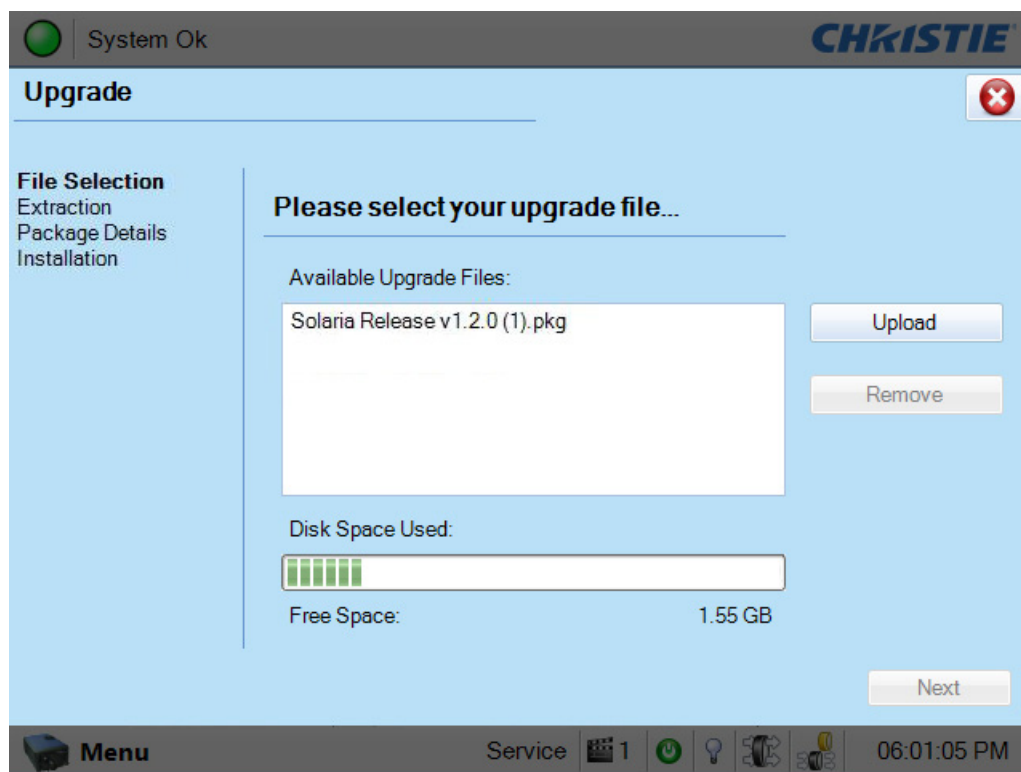 System Ok
CHRISTIE
Upgrade
File Selection
Extraction
Package Details
Installation
Please select your upgrade file...
Available Upgrade Files:
Solaria Release v1.2.0 (1).pkg
Upload
Remove
Disk Space Used:
Free Space: 1.55 GB
Next
Menu
Service 1 06:01:05 PM